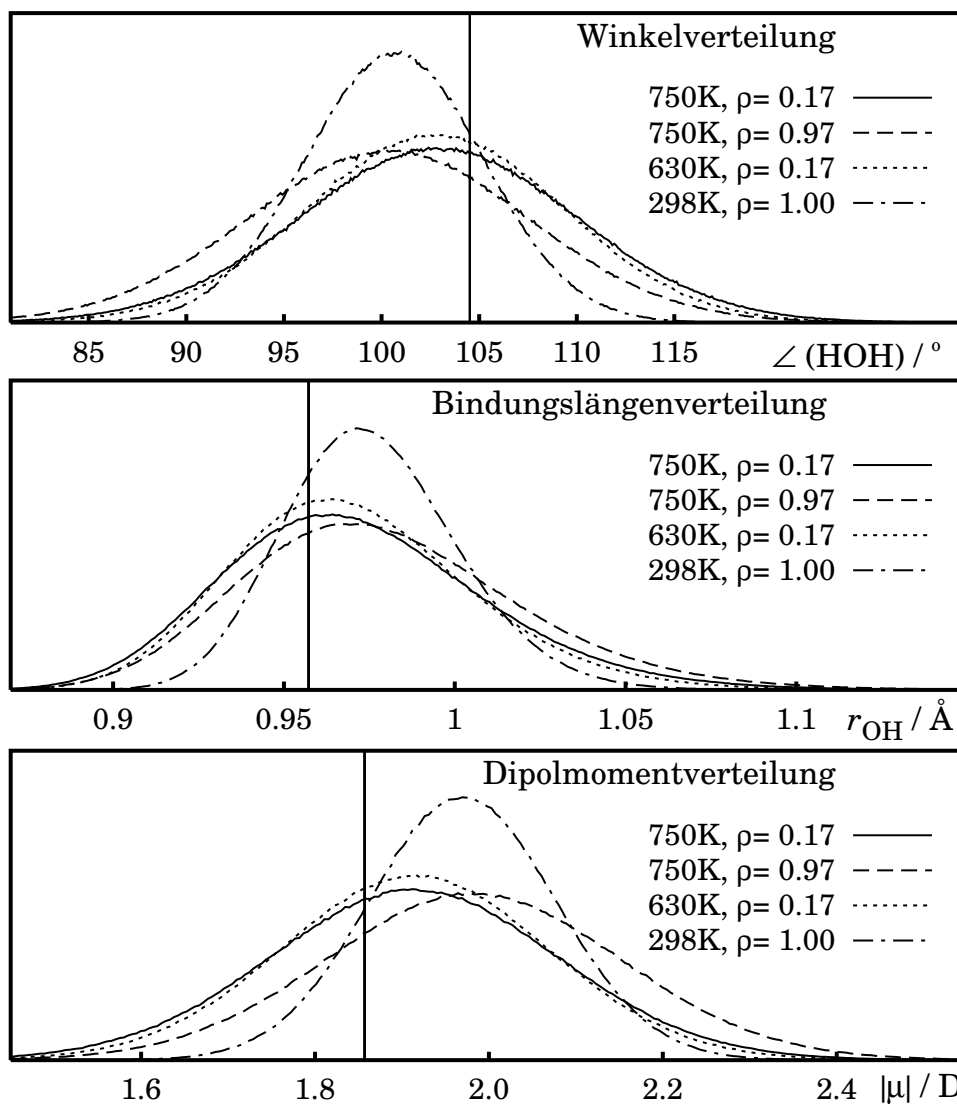 Winkelverteilung
750K, ρ= 0.17
750K, ρ= 0.97
630K, ρ= 0.17
298K, ρ= 1.00
85 90 95 100 105 110 115 ∠ (HOH) / °
Bindungslängenverteilung
750K, ρ= 0.17
750K, ρ= 0.97
630K, ρ= 0.17
298K, ρ= 1.00
0.9 0.95 1 1.05 1.1 r_OH / Å
Dipolmomentverteilung
750K, ρ= 0.17
750K, ρ= 0.97
630K, ρ= 0.17
298K, ρ= 1.00
1.6 1.8 2.0 2.2 2.4 |μ| / D